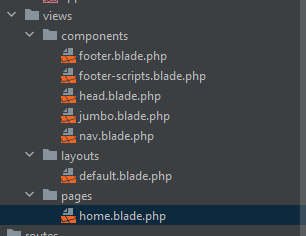 views
components
footer.blade.php
footer-scripts.blade.php
head.blade.php
jumbo.blade.php
nav.blade.php
layouts
default.blade.php
pages
home.blade.php
routes